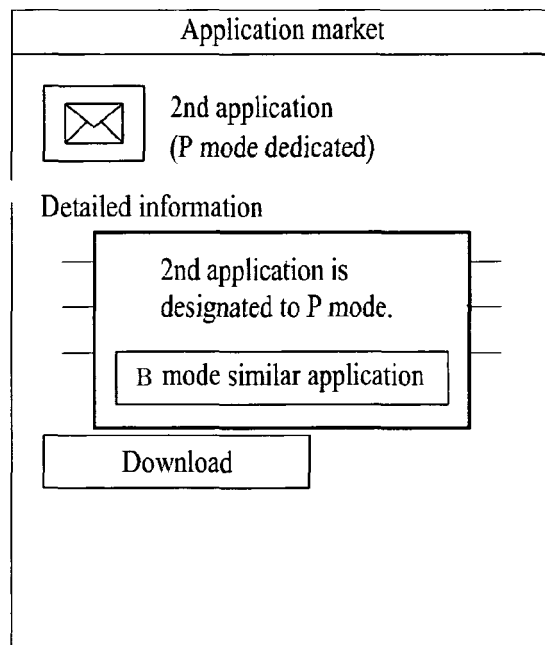 Application market
2nd application
(P mode dedicated)
Detailed information
2nd application is
designated to P mode.
B mode similar application
Download